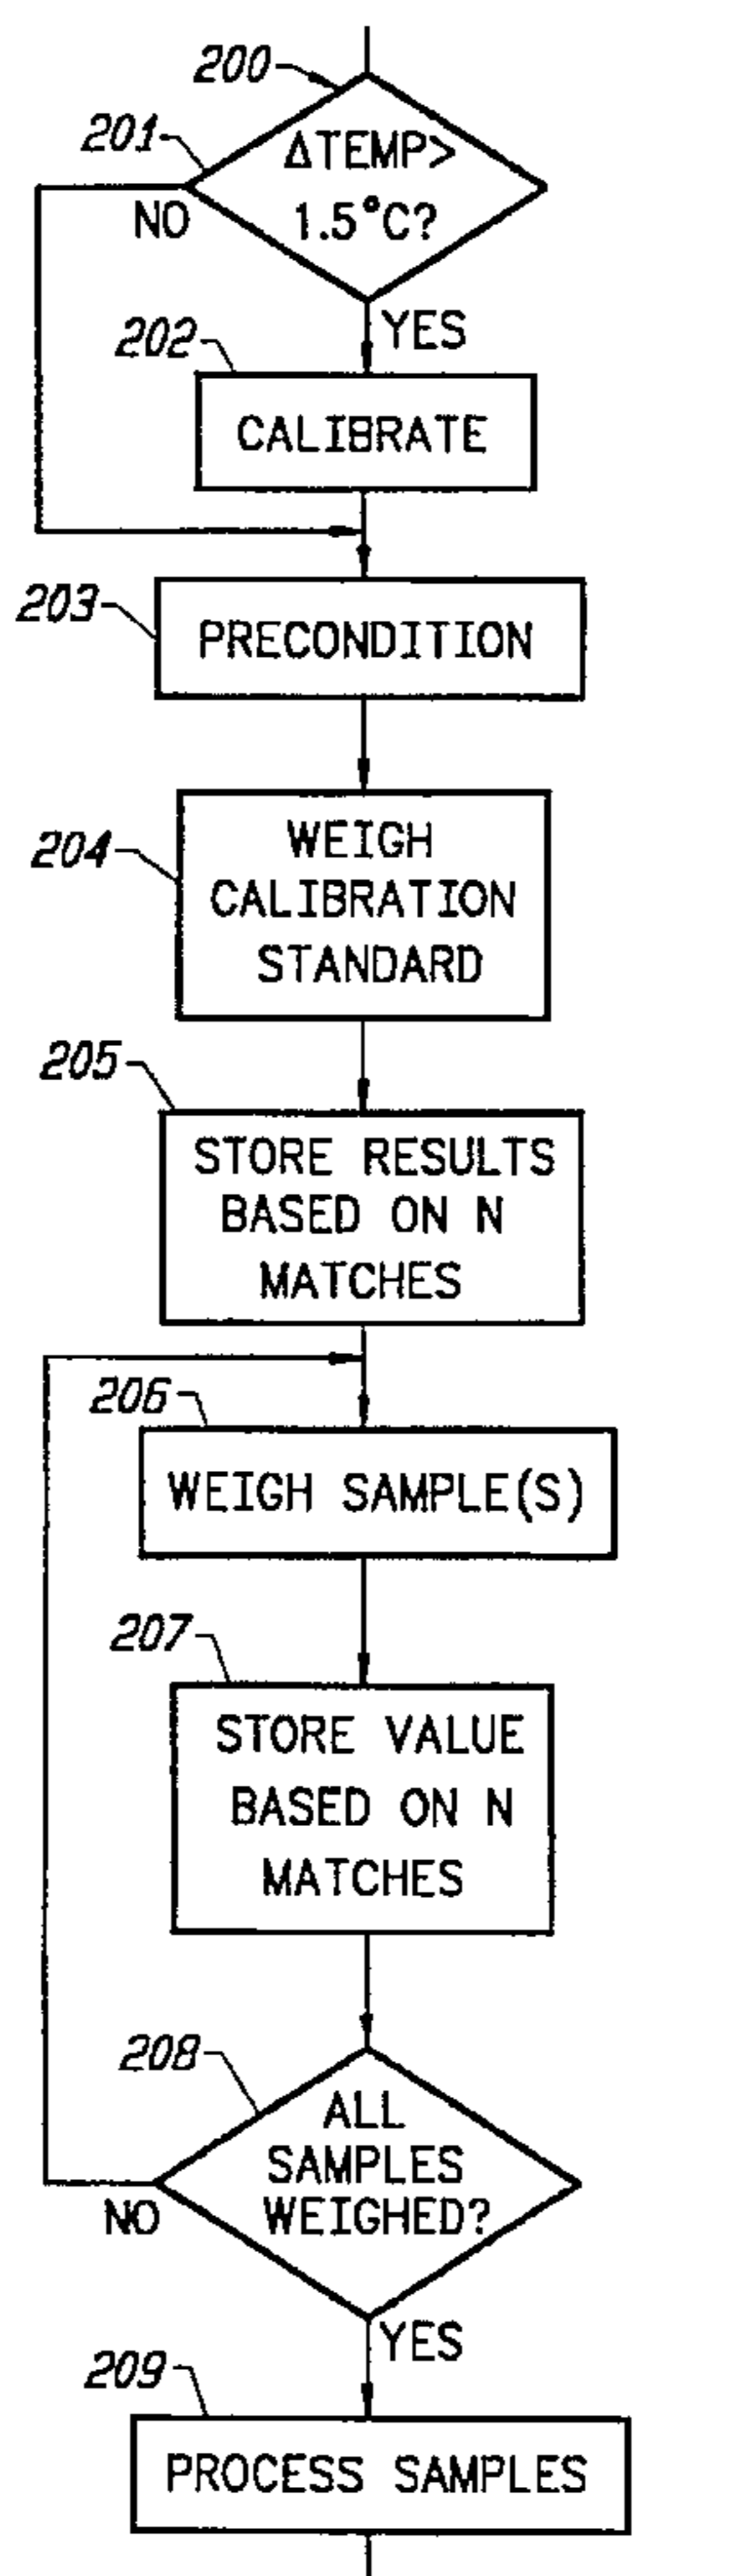 200
201
ΔTEMP>
1.5°C?
NO
YES
202
CALIBRATE
203
PRECONDITION
204
WEIGH
CALIBRATION
STANDARD
205
STORE RESULTS
BASED ON N
MATCHES
206
WEIGH SAMPLE(S)
207
STORE VALUE
BASED ON N
MATCHES
208
ALL
SAMPLES
WEIGHED?
NO
YES
209
PROCESS SAMPLES